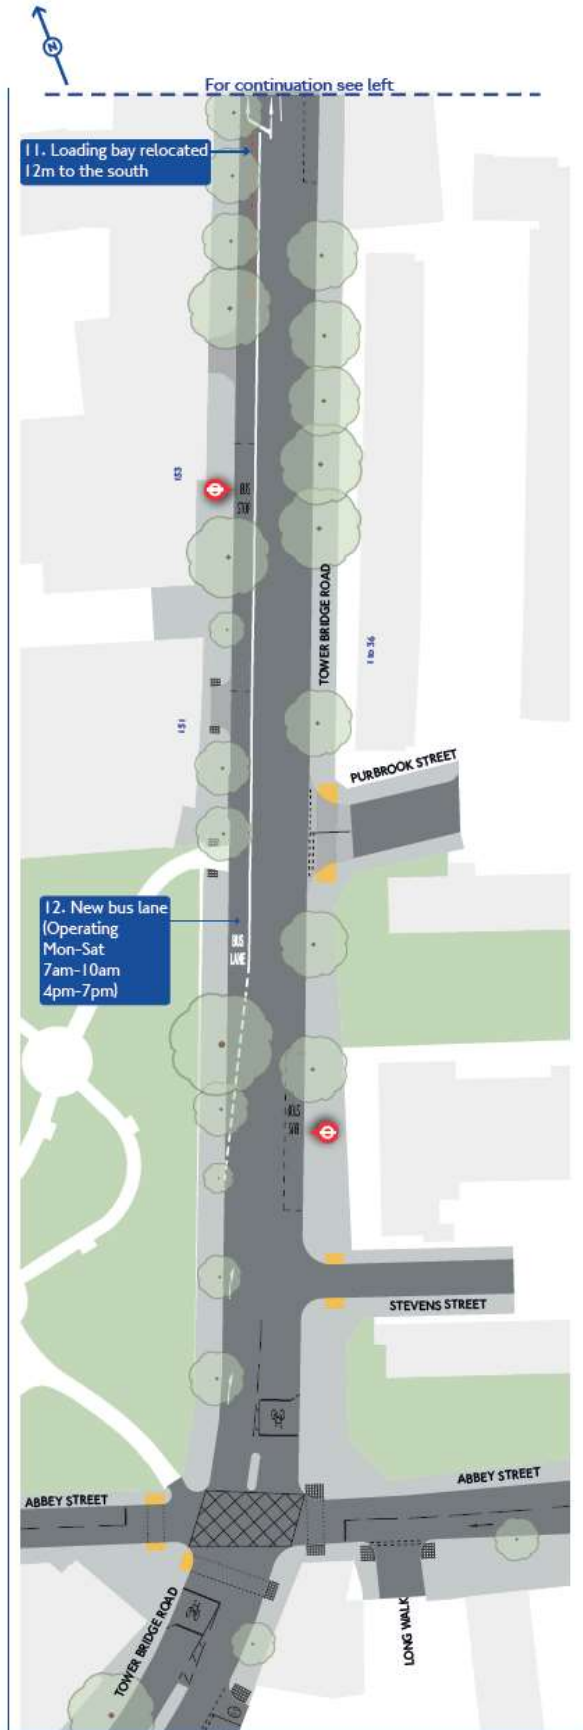 N
For continuation see left
11. Loading bay relocated
12m to the south
153
BUS
STOP
TOWER BRIDGE ROAD
1 to 36
151
PURBROOK STREET
12. New bus lane
(Operating
Mon-Sat
7am-10am
4pm-7pm)
BUS
LANE
BUS
STOP
STEVENS STREET
ABBEY STREET
ABBEY STREET
TOWER BRIDGE ROAD
LONG WALK